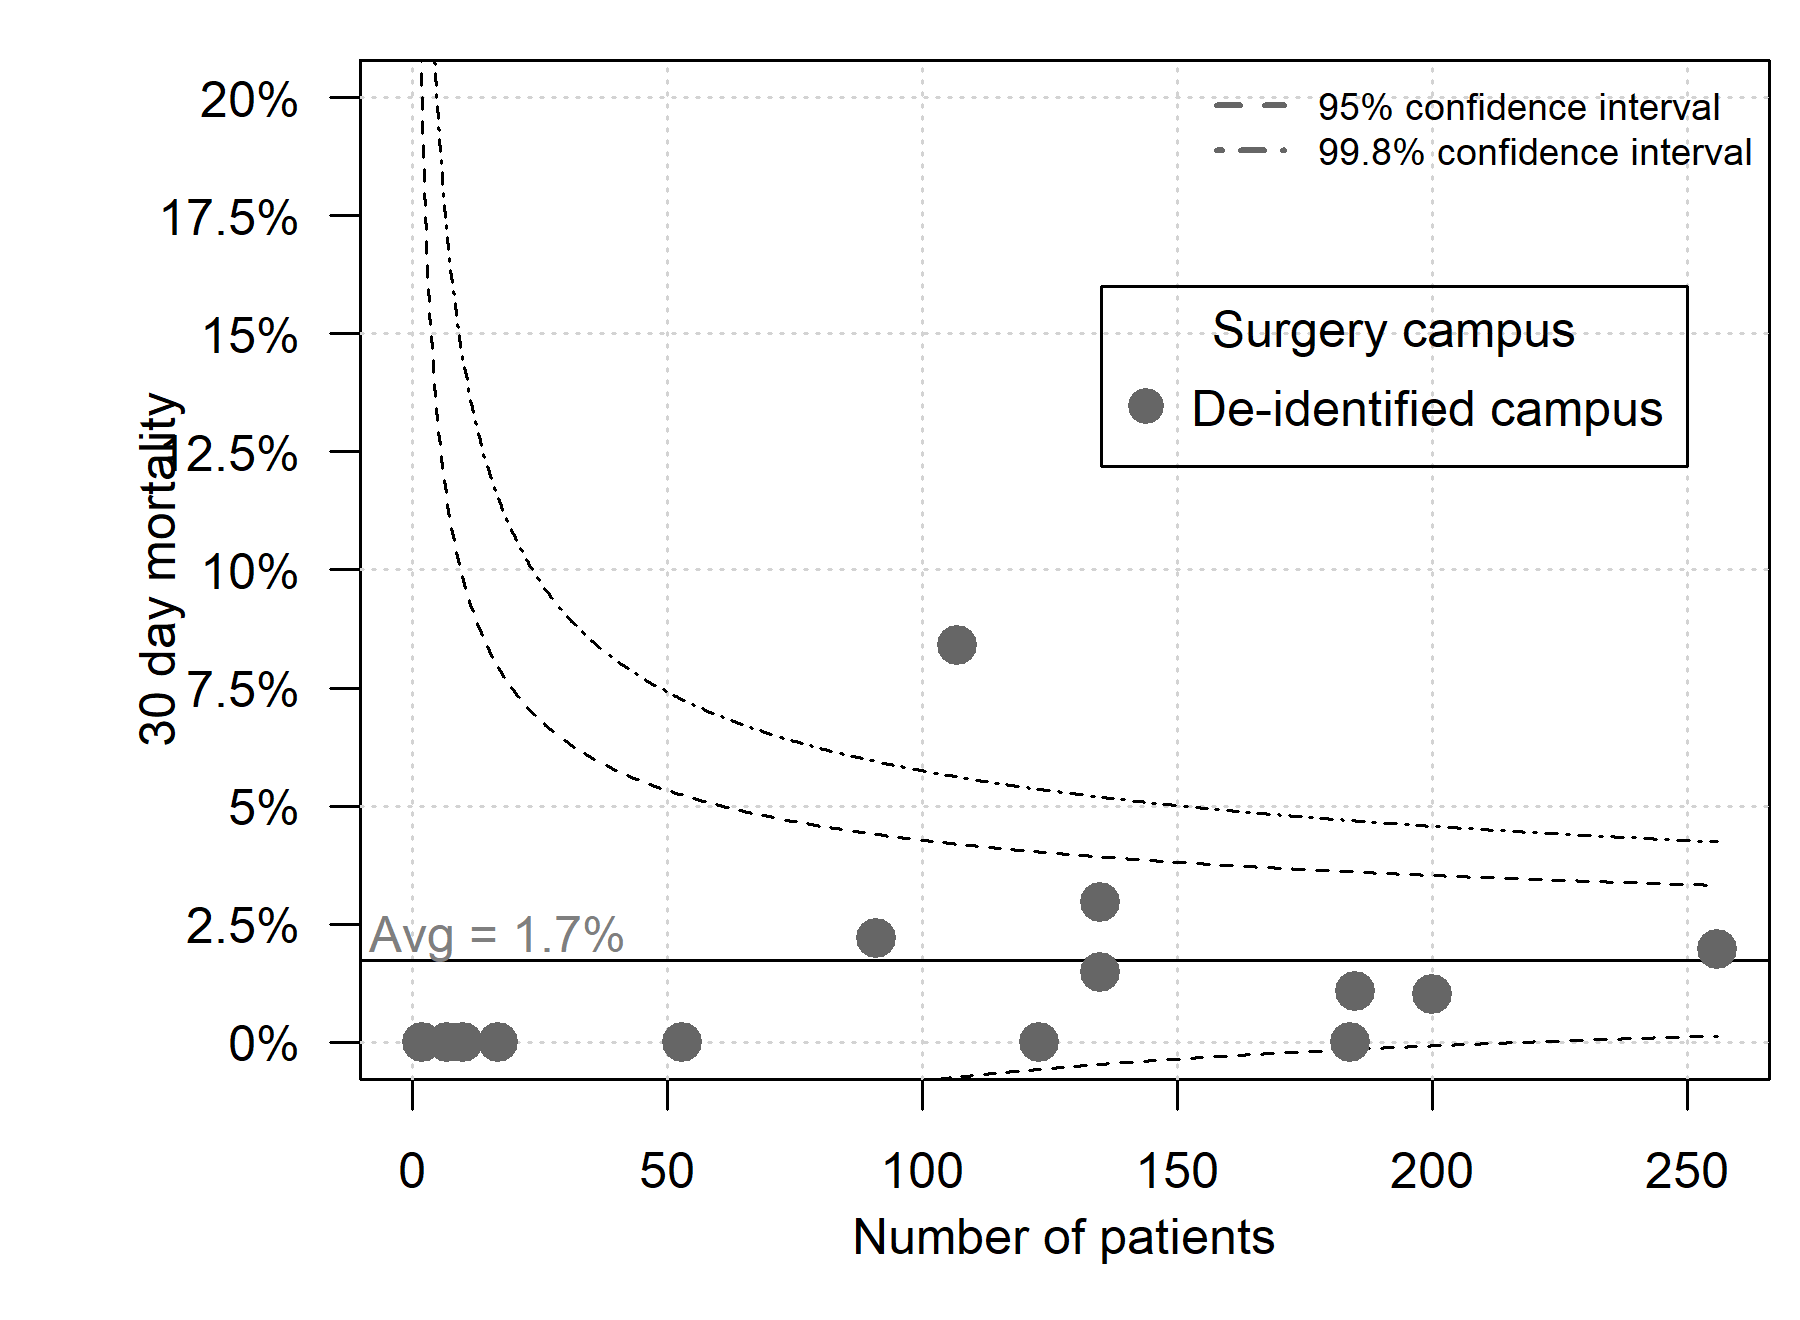 20%
17.5%
15%
12.5%
10%
7.5%
5%
2.5%
0%
30 day mortality
95% confidence interval
99.8% confidence interval
Surgery campus
De-identified campus
Avg = 1.7%
0 50 100 150 200 250
Number of patients